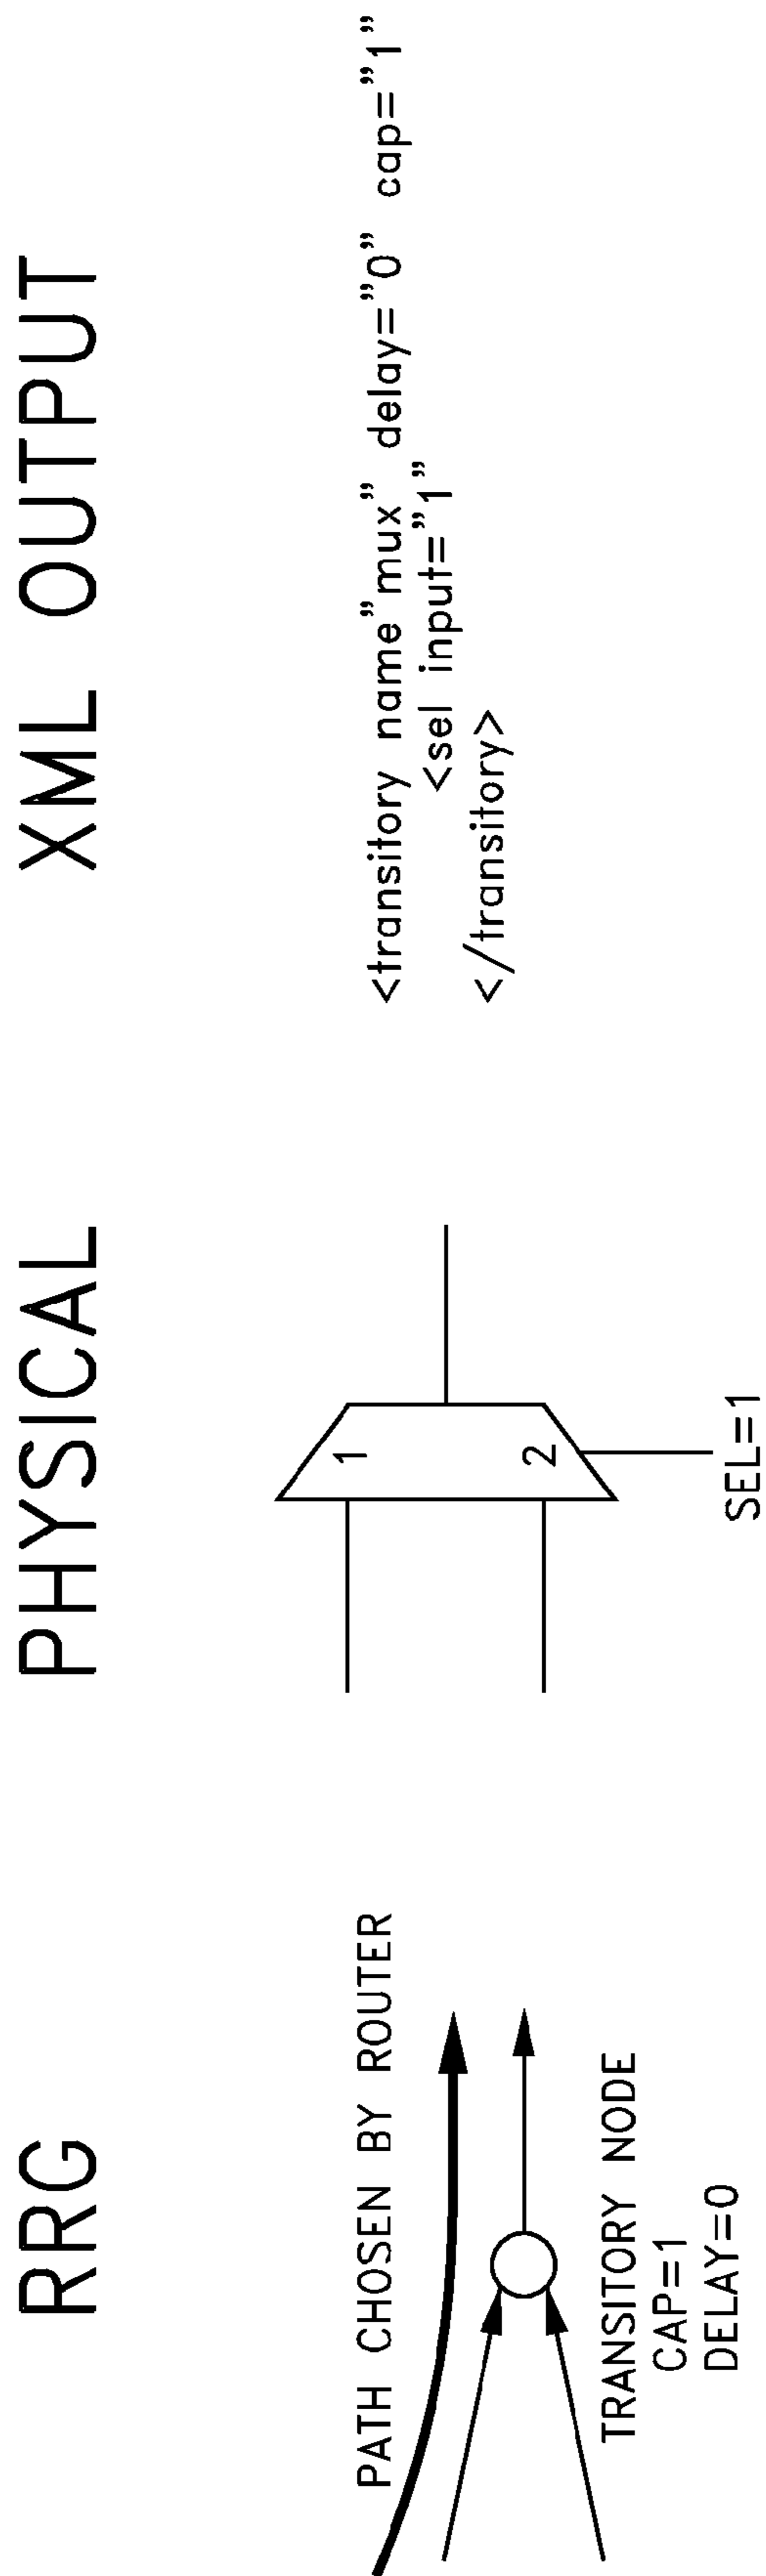 RRG
PHYSICAL
XML OUTPUT
PATH CHOSEN BY ROUTER
TRANSITORY NODE
CAP=1
DELAY=0
1
2
SEL=1
<transitory name"mux" delay="0" cap="1"
<sel input="1"
</transitory>